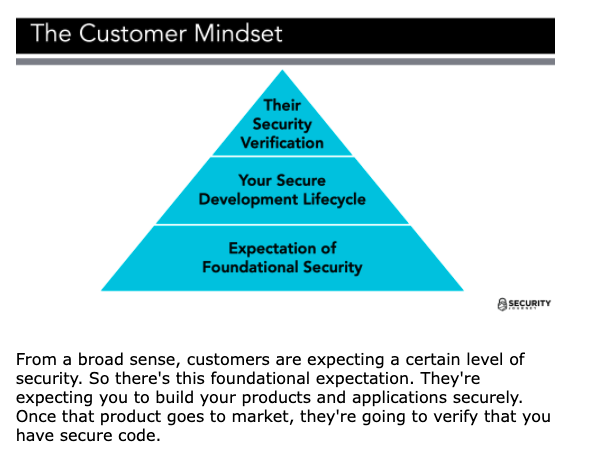 The Customer Mindset
Their
Security
Verification
Your Secure
Development Lifecycle
Expectation of
Foundational Security
SECURITY
JOURNEY
From a broad sense, customers are expecting a certain level of
security. So there's this foundational expectation. They're
expecting you to build your products and applications securely.
Once that product goes to market, they're going to verify that you
have secure code.